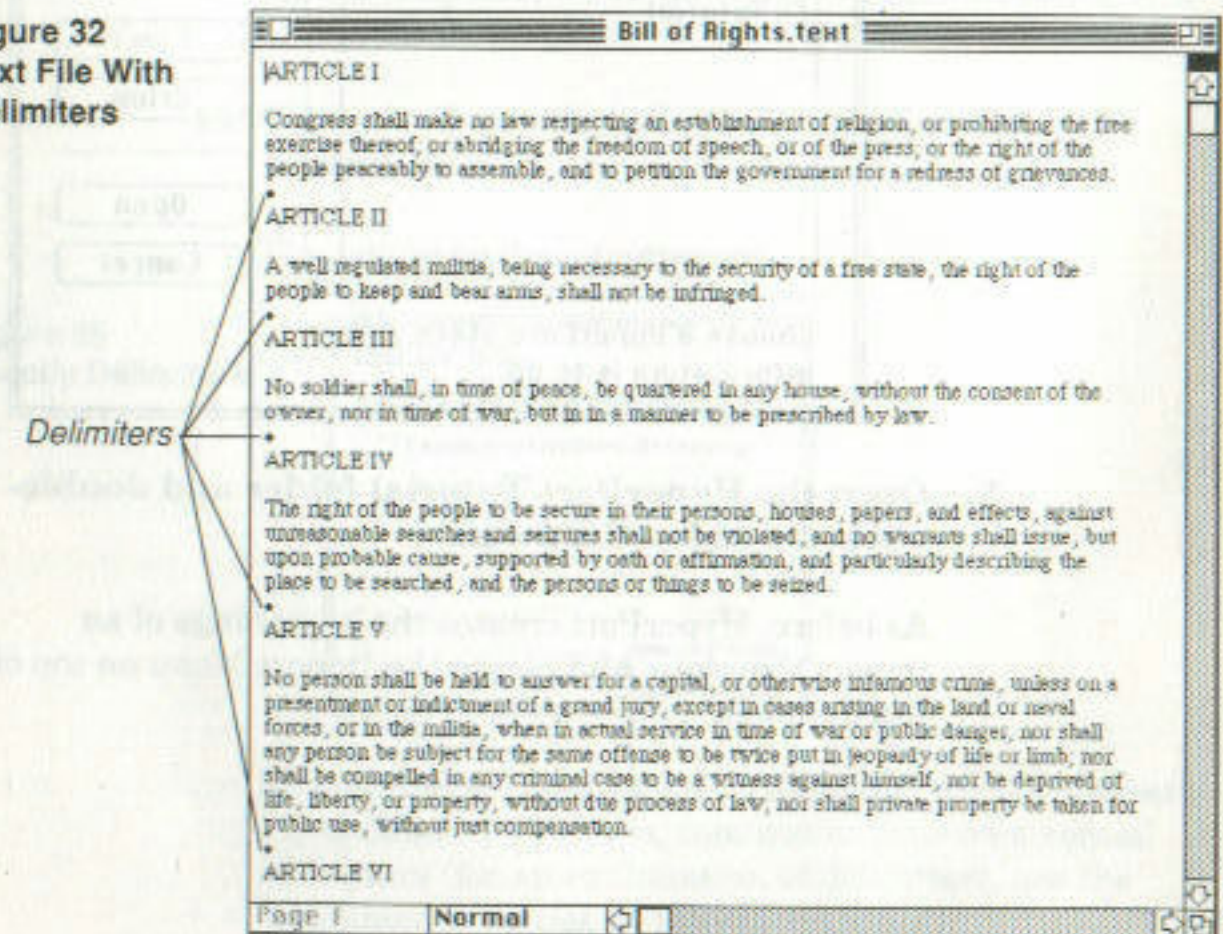 gure 32
xt File With
limiters
Bill of Rights.text
ARTICLE I
Congress shall make no law respecting an establishment of religion, or prohibiting the free
exercise thereof, or abridging the freedom of speech, or of the press, or the right of the
people peaceably to assemble, and to petition the government for a redress of grievances.
•
ARTICLE II
A well regulated militia, being necessary to the security of a free state, the right of the
people to keep and bear arms, shall not be infringed.
•
ARTICLE III
No soldier shall, in time of peace, be quartered in any house, without the consent of the
owner, nor in time of war, but in in a manner to be prescribed by law.
Delimiters
•
ARTICLE IV
The right of the people to be secure in their persons, houses, papers, and effects, against
unreasonable searches and seizures shall not be violated, and no warrants shall issue, but
upon probable cause, supported by oath or affirmation, and particularly describing the
place to be searched, and the persons or things to be seized.
•
ARTICLE V
No person shall be held to answer for a capital, or otherwise infamous crime, unless on a
presentment or indictment of a grand jury, except in cases arising in the land or naval
forces, or in the militia, when in actual service in time of war or public danger, nor shall
any person be subject for the same offense to be twice put in jeopardy of life or limb; nor
shall be compelled in any criminal case to be a witness against himself, nor be deprived of
life, liberty, or property, without due process of law, nor shall private property be taken for
public use, without just compensation.
•
ARTICLE VI
Page 1 Normal